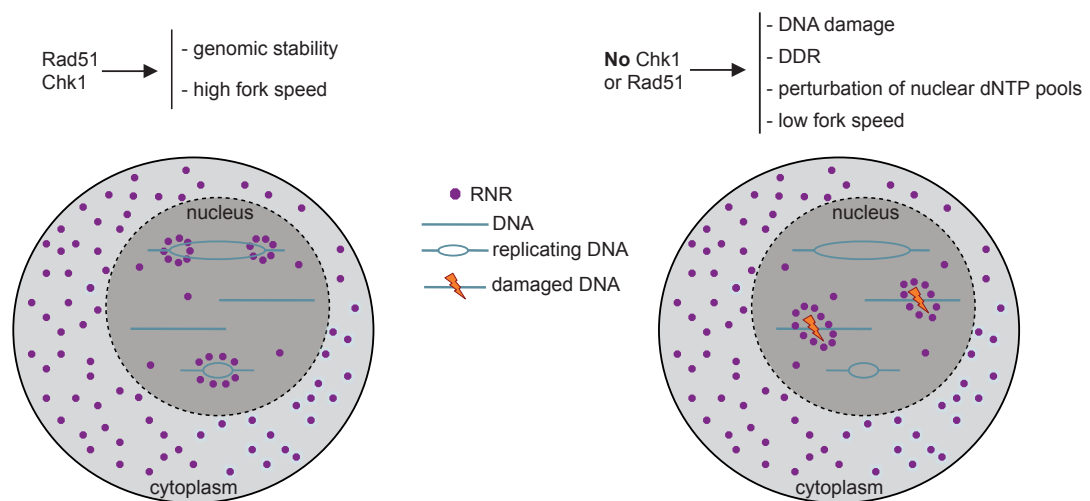 Rad51
Chk1
- genomic stability
- high fork speed
No Chk1
or Rad51
- DNA damage
- DDR
- perturbation of nuclear dNTP pools
- low fork speed
nucleus
cytoplasm
RNR
DNA
replicating DNA
damaged DNA
nucleus
cytoplasm